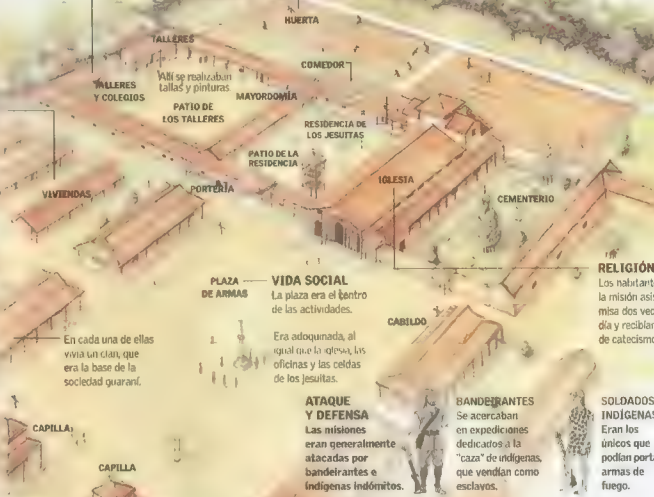 HUERTA
TALLERES
Allí se realizaban
tallas y pinturas
COMEDOR
TALLERES
Y COLEGIOS
PATIO DE
LOS TALLERES
MAYORDOMÍA
RESIDENCIA DE
LOS JESUITAS
PATIO DE LA
RESIDENCIA
IGLESIA
VIVIENDAS
PORTERÍA
CEMENTERIO
PLAZA
DE ARMAS
VIDA SOCIAL
La plaza era el centro
de las actividades.
Era adoquinada, al
igual que la iglesia, las
oficinas y las celdas
de los jesuitas.
RELIGIÓN
Los habitante
la misión asis
misa dos vec
día y recibían
de catecismo
CABILDO
En cada una de ellas
vivía un clan, que
era la base de la
sociedad guaraní.
ATAQUE
Y DEFENSA
Las misiones
eran generalmente
atacadas por
bandeirantes e
indígenas indómitos.
BANDEIRANTES
Se acercaban
en expediciones
dedicados a la
"caza" de indígenas,
que vendían como
esclavos.
SOLDADOS
INDÍGENAS
Eran los
únicos que
podían porta
armas de
fuego.
CAPILLA
CAPILLA